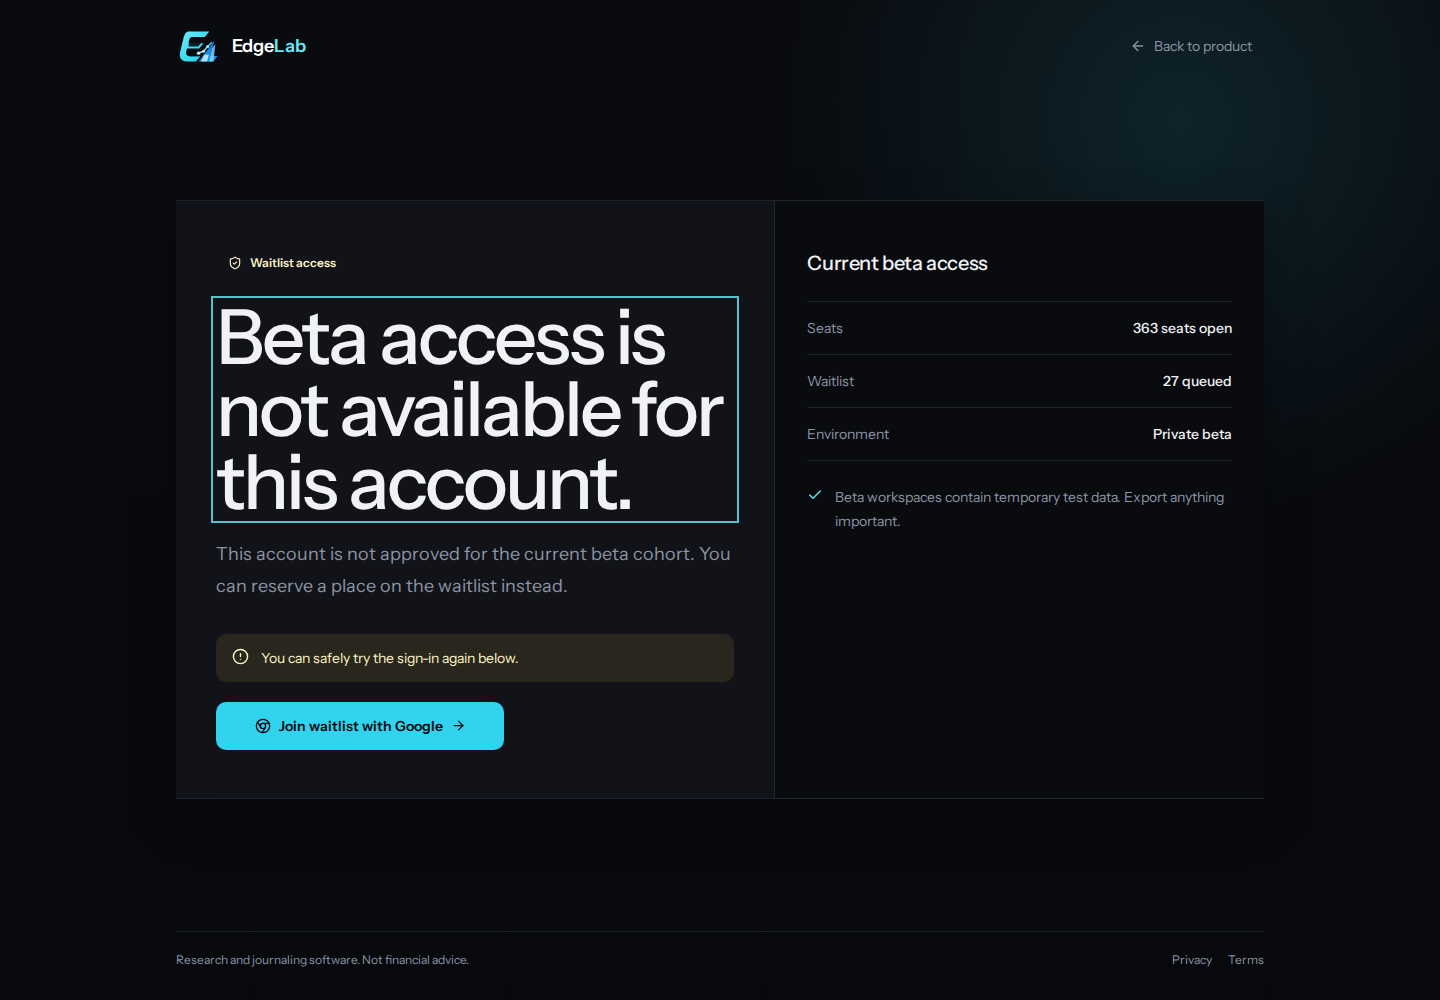 EdgeLab
Back to product
Waitlist access
Beta access is
not available for
this account.
This account is not approved for the current beta cohort. You
can reserve a place on the waitlist instead.
You can safely try the sign-in again below.
Join waitlist with Google
Current beta access
Seats 363 seats open
Waitlist 27 queued
Environment Private beta
Beta workspaces contain temporary test data. Export anything
important.
Research and journaling software. Not financial advice.
Privacy Terms